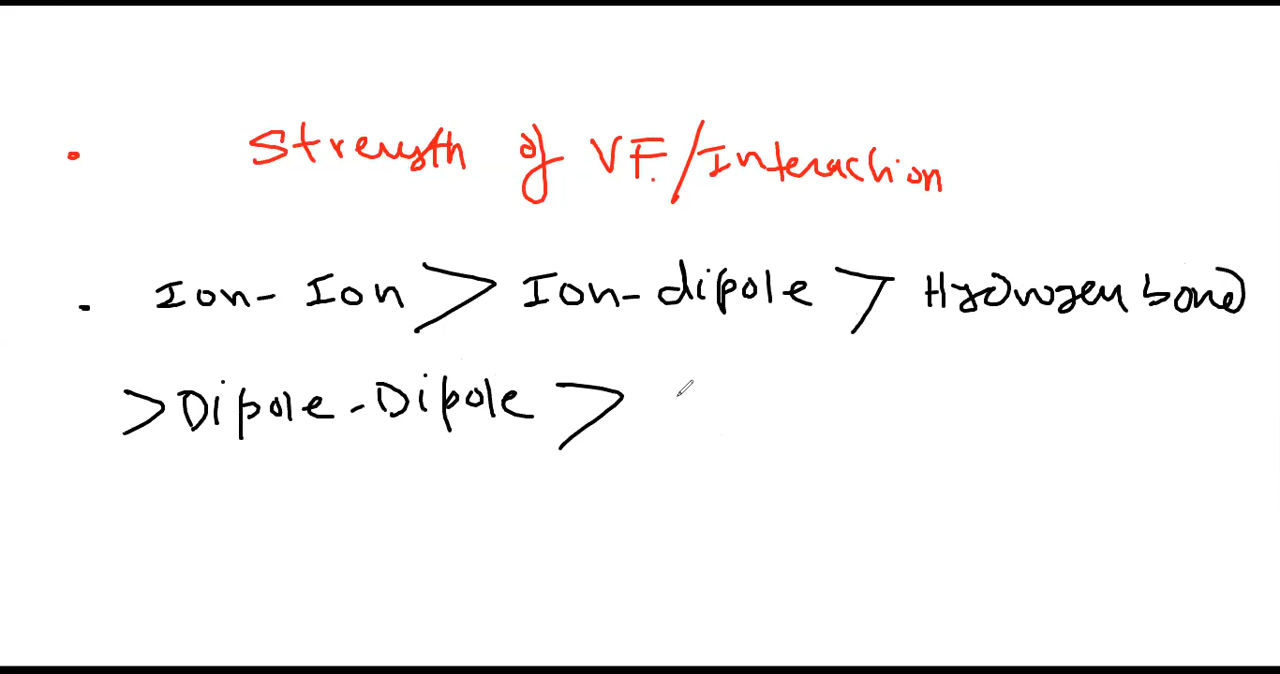 . Strength of VF./Interaction
. Ion-Ion > Ion-dipole > Hydrogen bond
> Dipole-Dipole >